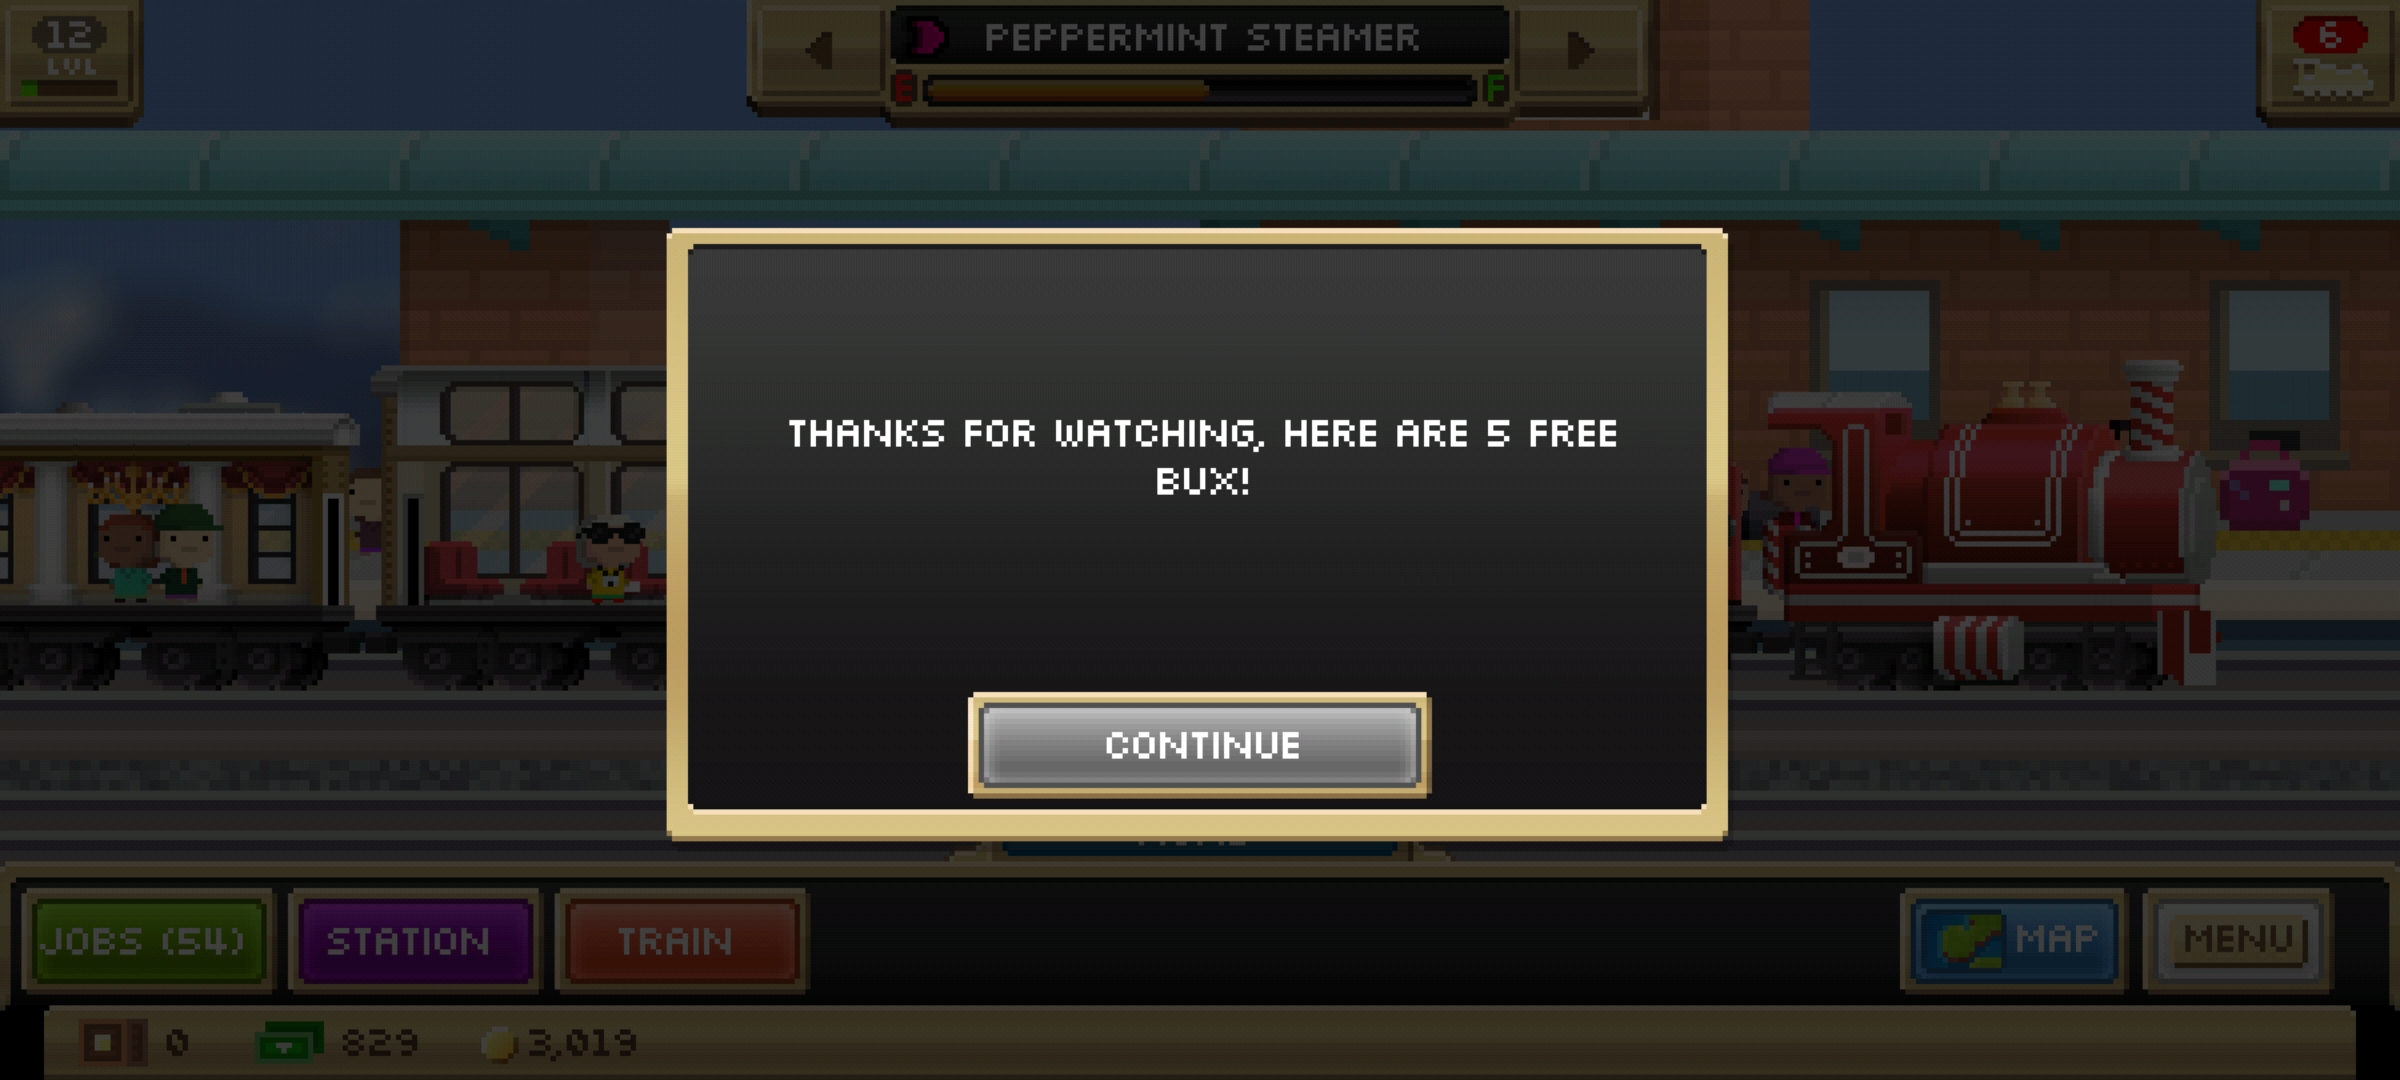 12
LVL
PEPPERMINT STEAMER
E
F
6
THANKS FOR WATCHING, HERE ARE 5 FREE
BUX!
CONTINUE
JOBS (54)
STATION
TRAIN
MAP
MENU
0
829
3,019